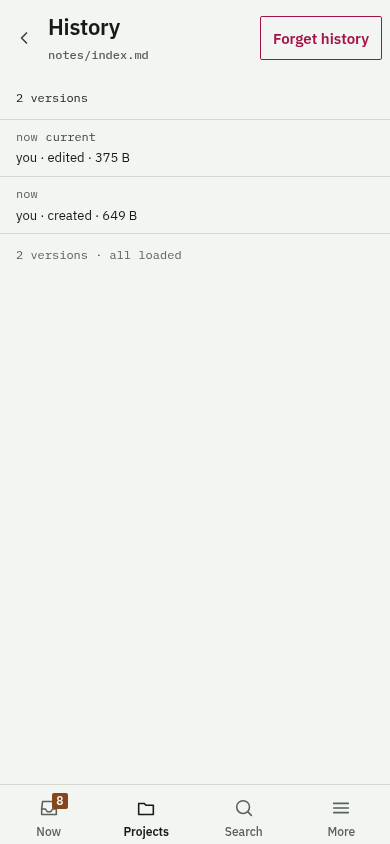 History
notes/index.md
Forget history
2 versions
now current
you · edited · 375 B
now
you · created · 649 B
2 versions · all loaded
8
Now
Projects
Search
More